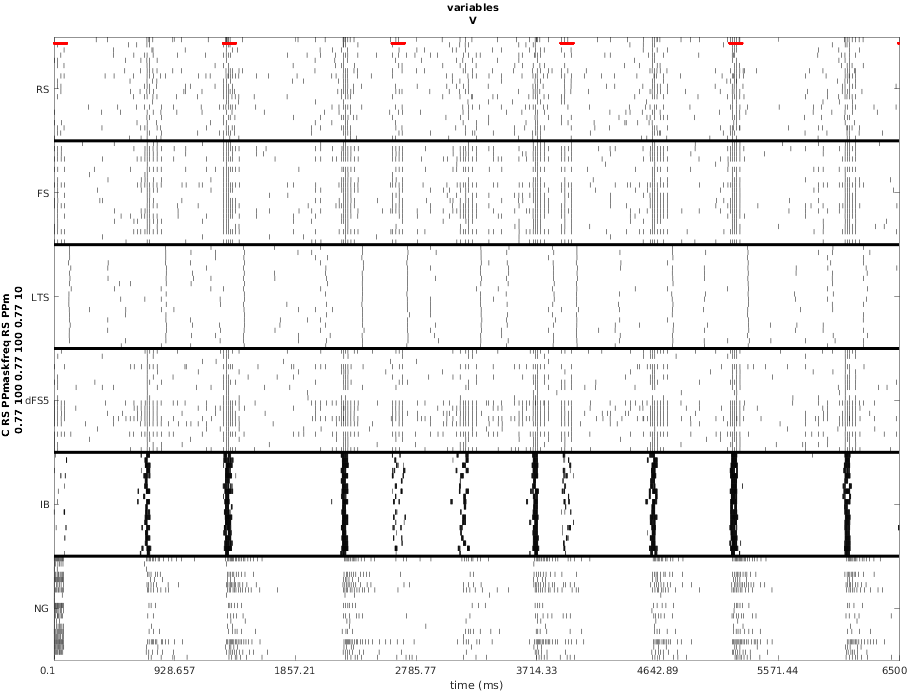 variables
V
RS
FS
LTS
dFS5
IB
NG
C RS PPmaskfreq RS PPm
0.77 100 0.77 100 0.77 10
0.1 928.657 1857.21 2785.77 3714.33 4642.89 5571.44 6500
time (ms)